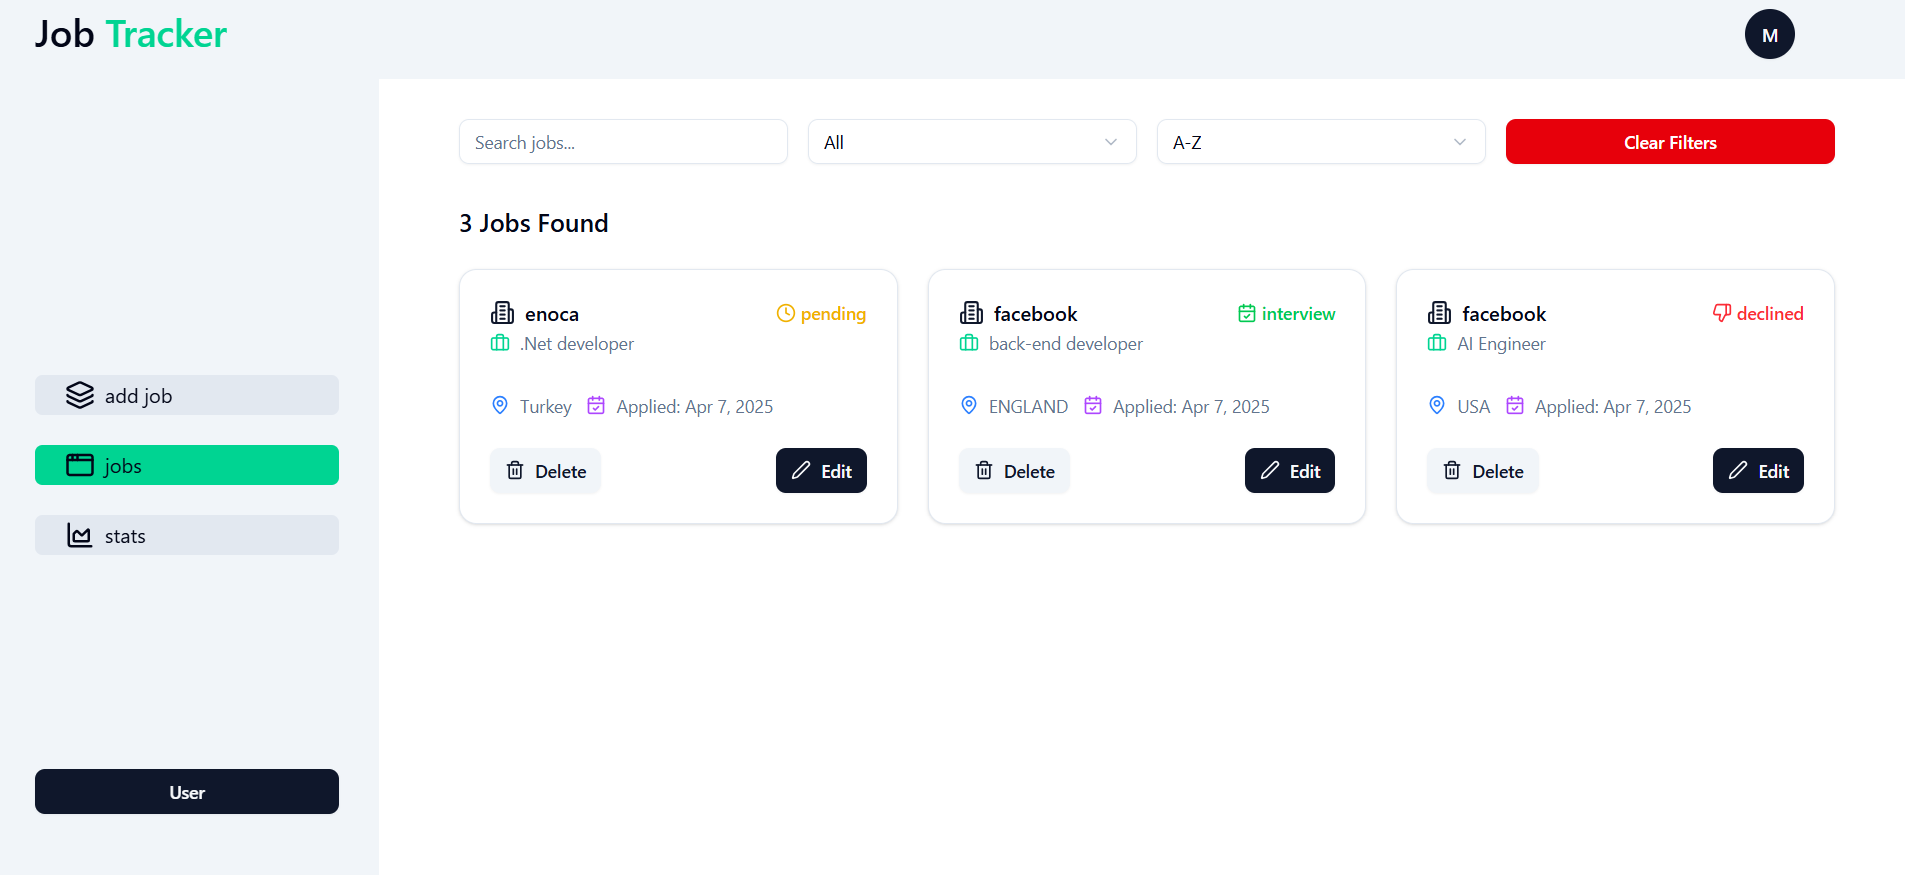 Job Tracker
M
Search jobs...
All
A-Z
Clear Filters
3 Jobs Found
enoca
pending
.Net developer
Turkey
Applied: Apr 7, 2025
Delete
Edit
facebook
interview
back-end developer
ENGLAND
Applied: Apr 7, 2025
Delete
Edit
facebook
declined
AI Engineer
USA
Applied: Apr 7, 2025
Delete
Edit
add job
jobs
stats
User